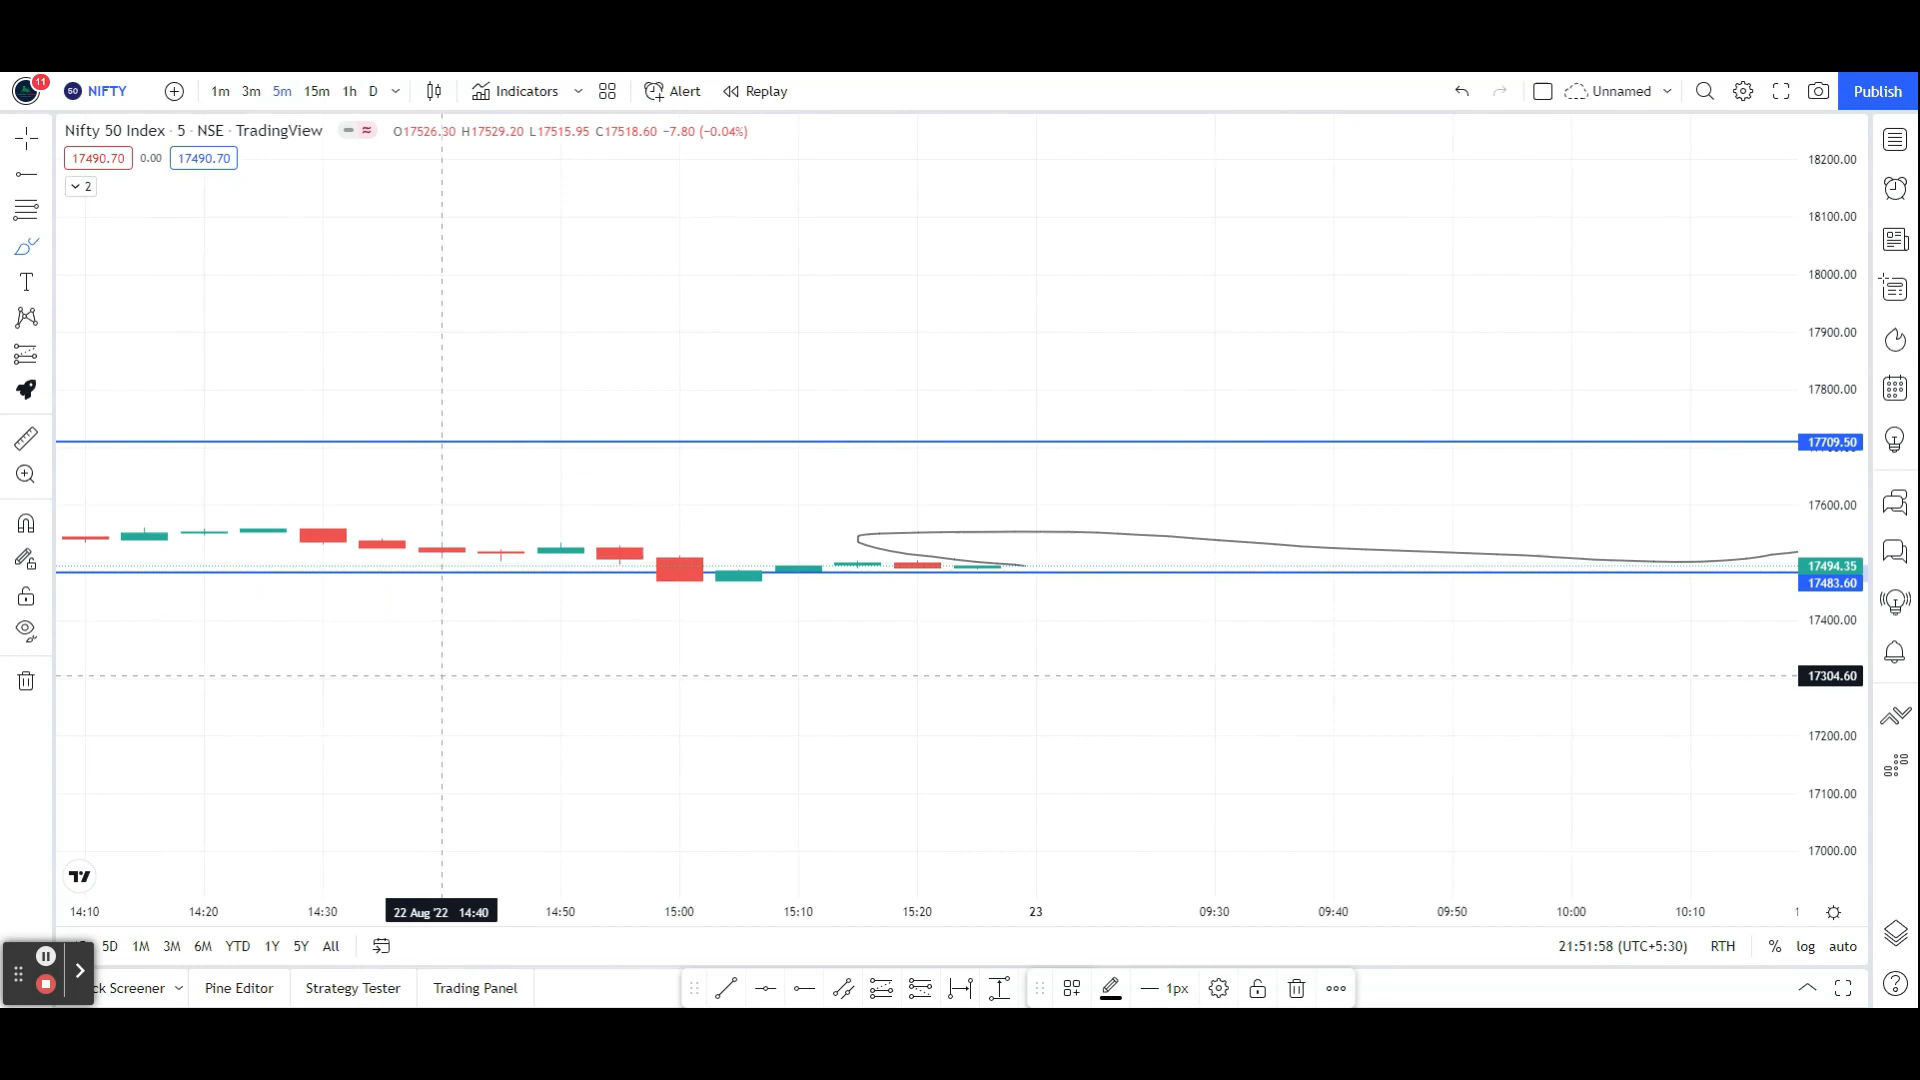 11
50 NIFTY 1m 3m 5m 15m 1h D Indicators Alert Replay Unnamed Publish
Nifty 50 Index · 5 · NSE · TradingView O17526.30 H17529.20 L17515.95 C17518.60 −7.80 (−0.04%)
17490.70 0.00 17490.70
2
18200.00
18100.00
18000.00
17900.00
17800.00
17709.50
17600.00
17494.35
17483.60
17400.00
17304.60
17200.00
17100.00
17000.00
14:10 14:20 14:30 22 Aug '22 14:40 14:50 15:00 15:10 15:20 23 09:30 09:40 09:50 10:00 10:10 1
5D 1M 3M 6M YTD 1Y 5Y All 21:51:58 (UTC+5:30) RTH % log auto
ck Screener Pine Editor Strategy Tester Trading Panel 1px